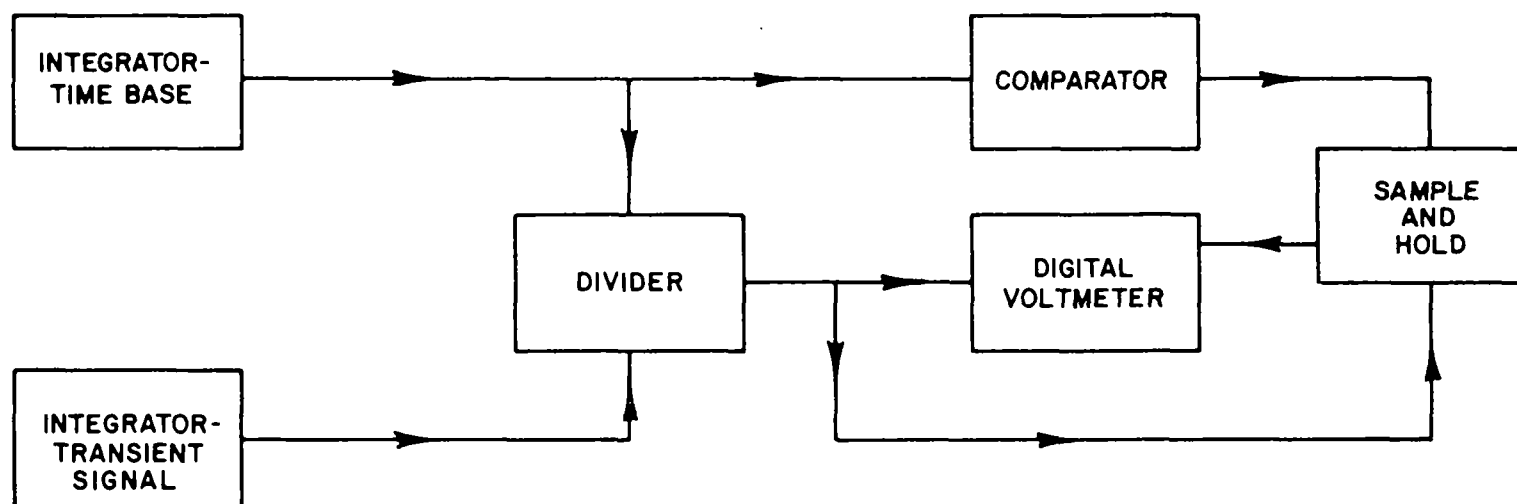 INTEGRATOR-
TIME BASE
COMPARATOR
SAMPLE
AND
HOLD
DIVIDER
DIGITAL
VOLTMETER
INTEGRATOR-
TRANSIENT
SIGNAL